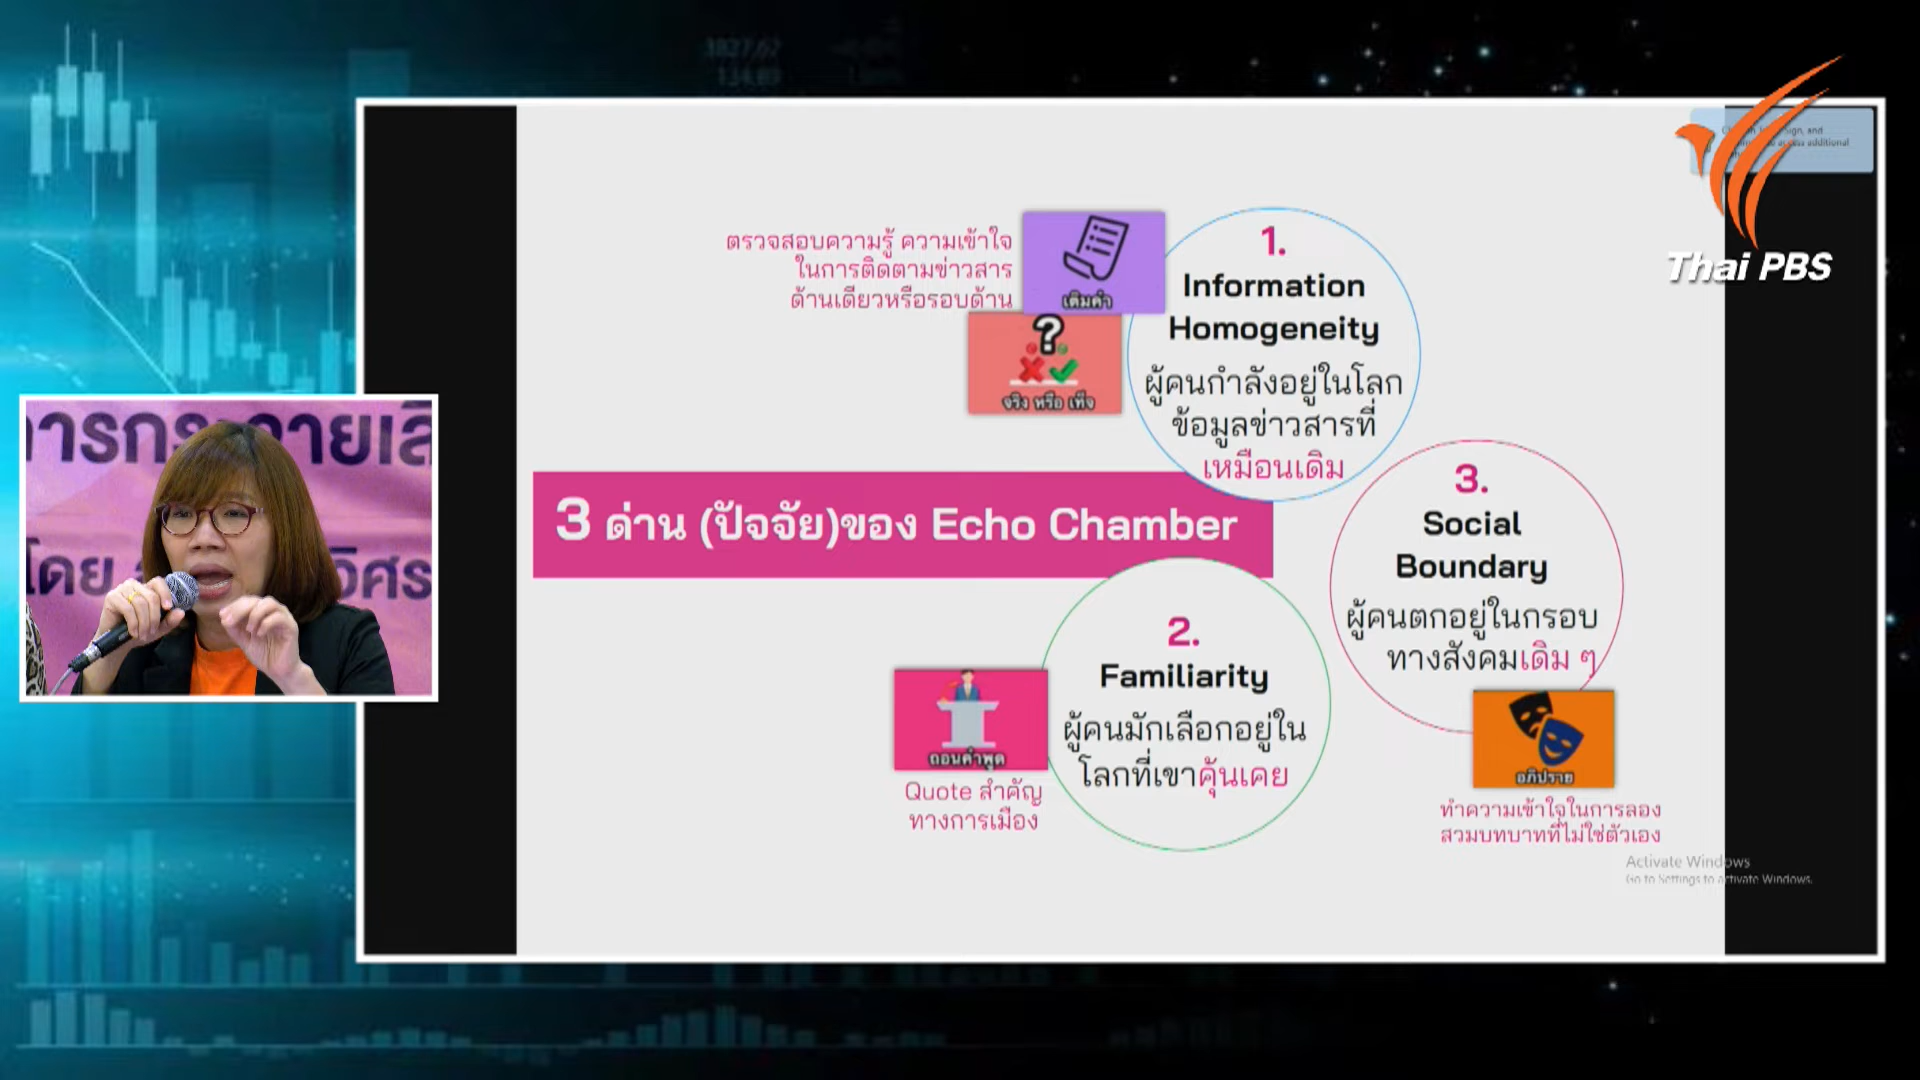 Thai PBS
ตรวจสอบความรู้ ความเข้าใจ
ในการติดตามข่าวสาร
ด้านเดียวหรือรอบด้าน
เติมคำ
จริง หรือ เท็จ
1.
Information
Homogeneity
ผู้คนกำลังอยู่ในโลก
ข้อมูลข่าวสารที่
เหมือนเดิม
3 ด่าน (ปัจจัย)ของ Echo Chamber
2.
Familiarity
ผู้คนมักเลือกอยู่ใน
โลกที่เขาคุ้นเคย
ถอนคำพูด
Quote สำคัญ
ทางการเมือง
3.
Social
Boundary
ผู้คนตกอยู่ในกรอบ
ทางสังคมเดิม ๆ
อภิปราย
ทำความเข้าใจในการลอง
สวมบทบาทที่ไม่ใช่ตัวเอง
Activate Windows
Go to Settings to activate Windows.
โดย